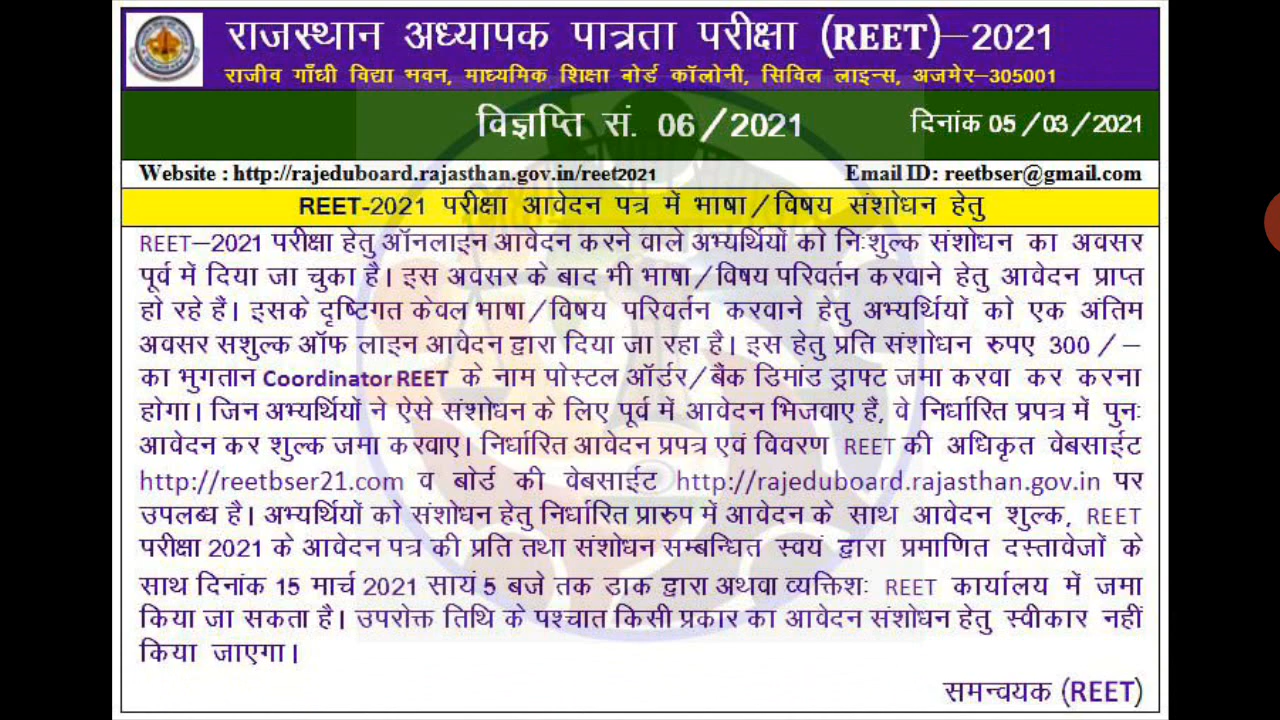 राजस्थान अध्यापक पात्रता परीक्षा (REET)–2021
राजीव गाँधी विद्या भवन, माध्यमिक शिक्षा बोर्ड कॉलोनी, सिविल लाइन्स, अजमेर–305001
विज्ञप्ति सं. 06/2021 दिनांक 05/03/2021
Website : http://rajeduboard.rajasthan.gov.in/reet2021 Email ID: reetbser@gmail.com
REET-2021 परीक्षा आवेदन पत्र में भाषा/विषय संशोधन हेतु
REET–2021 परीक्षा हेतु ऑनलाइन आवेदन करने वाले अभ्यर्थियों को निःशुल्क संशोधन का अवसर
पूर्व में दिया जा चुका है। इस अवसर के बाद भी भाषा/विषय परिवर्तन करवाने हेतु आवेदन प्राप्त
हो रहे हैं। इसके दृष्टिगत केवल भाषा/विषय परिवर्तन करवाने हेतु अभ्यर्थियों को एक अंतिम
अवसर सशुल्क ऑफ लाइन आवेदन द्वारा दिया जा रहा है। इस हेतु प्रति संशोधन रुपए 300/–
का भुगतान Coordinator REET के नाम पोस्टल ऑर्डर/बैंक डिमांड ड्राफ्ट जमा करवा कर करना
होगा। जिन अभ्यर्थियों ने ऐसे संशोधन के लिए पूर्व में आवेदन भिजवाए हैं, वे निर्धारित प्रपत्र में पुनः
आवेदन कर शुल्क जमा करवाए। निर्धारित आवेदन प्रपत्र एवं विवरण REET की अधिकृत वेबसाईट
http://reetbser21.com व बोर्ड की वेबसाईट http://rajeduboard.rajasthan.gov.in पर
उपलब्ध है। अभ्यर्थियों को संशोधन हेतु निर्धारित प्रारुप में आवेदन के साथ आवेदन शुल्क, REET
परीक्षा 2021 के आवेदन पत्र की प्रति तथा संशोधन सम्बन्धित स्वयं द्वारा प्रमाणित दस्तावेजों के
साथ दिनांक 15 मार्च 2021 सायं 5 बजे तक डाक द्वारा अथवा व्यक्तिशः REET कार्यालय में जमा
किया जा सकता है। उपरोक्त तिथि के पश्चात किसी प्रकार का आवेदन संशोधन हेतु स्वीकार नहीं
किया जाएगा।
समन्वयक (REET)